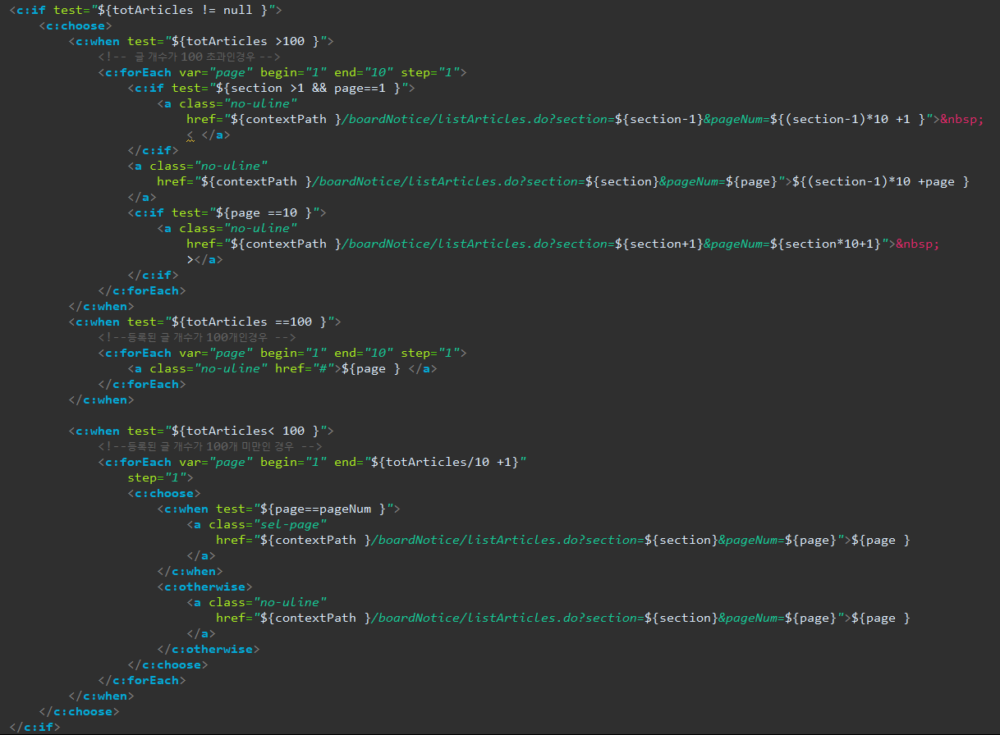 <c:if test="${totArticles != null }">
<c:choose>
<c:when test="${totArticles >100 }">
<!-- 글 개수가 100 초과인경우 -->
<c:forEach var="page" begin="1" end="10" step="1">
<c:if test="${section >1 && page==1 }">
<a class="no-uline"
href="${contextPath }/boardNotice/listArticles.do?section=${section-1}&pageNum=${(section-1)*10 +1 }">&nbsp;
< </a>
</c:if>
<a class="no-uline"
href="${contextPath }/boardNotice/listArticles.do?section=${section}&pageNum=${page}">${(section-1)*10 +page }
</a>
<c:if test="${page ==10 }">
<a class="no-uline"
href="${contextPath }/boardNotice/listArticles.do?section=${section+1}&pageNum=${section*10+1}">&nbsp;
></a>
</c:if>
</c:forEach>
</c:when>
<c:when test="${totArticles ==100 }">
<!--등록된 글 개수가 100개인경우 -->
<c:forEach var="page" begin="1" end="10" step="1">
<a class="no-uline" href="#">${page } </a>
</c:forEach>
</c:when>
<c:when test="${totArticles< 100 }">
<!--등록된 글 개수가 100개 미만인 경우 -->
<c:forEach var="page" begin="1" end="${totArticles/10 +1}"
step="1">
<c:choose>
<c:when test="${page==pageNum }">
<a class="sel-page"
href="${contextPath }/boardNotice/listArticles.do?section=${section}&pageNum=${page}">${page }
</a>
</c:when>
<c:otherwise>
<a class="no-uline"
href="${contextPath }/boardNotice/listArticles.do?section=${section}&pageNum=${page}">${page }
</a>
</c:otherwise>
</c:choose>
</c:forEach>
</c:when>
</c:choose>
</c:if>